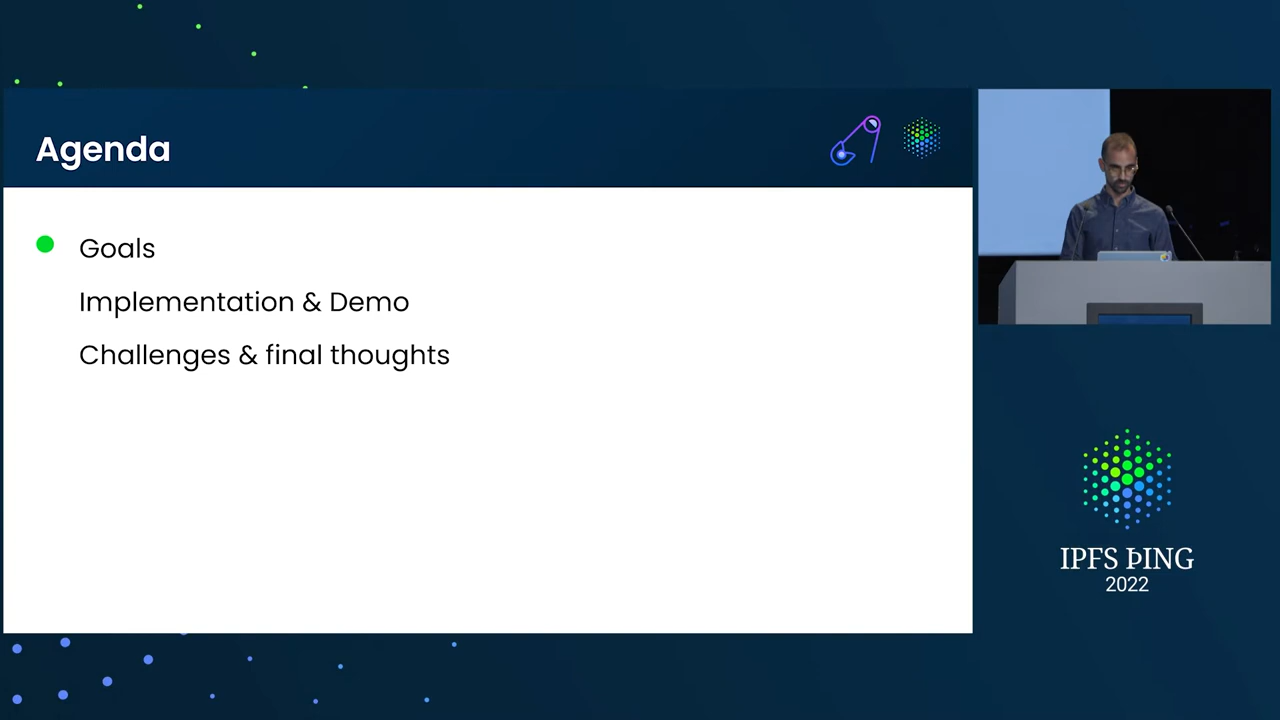 Agenda
Goals
Implementation & Demo
Challenges & final thoughts
IPFS ÞING
2022